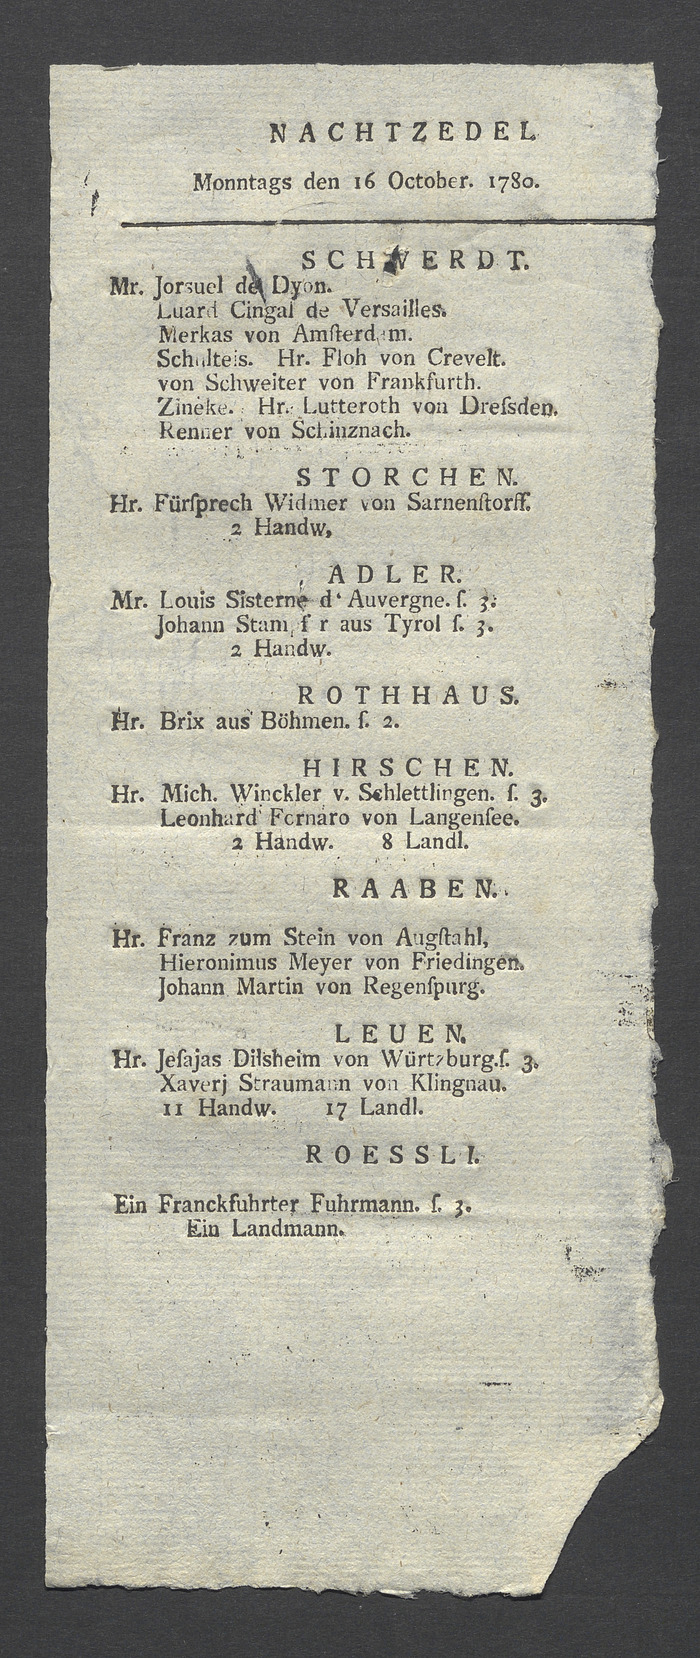 NACHTZEDEL
Monntags den 16 October. 1780.
SCHWERDT.
Mr. Jorsuel de Dyon.
Luard Cingal de Versailles.
Merkas von Amſterdam.
Schulteis. Hr. Floh von Crevelt.
von Schweiter von Frankfurth.
Zineke. Hr. Lutteroth von Dreſsden.
Renner von Schinznach.
STORCHEN.
Hr. Fürſprech Widmer von Sarnenſtorff.
2 Handw,
ADLER.
Mr. Louis Sisterne d' Auvergne. ſ. 3.
Johann aus Tyrol ſ. 3.
2 Handw.
ROTHHAUS.
Hr. Brix aus Böhmen. ſ. 2.
HIRSCHEN.
Hr. Mich. Winckler v. Schlettlingen. ſ. 3.
Leonhard Fornaro von Langenſee.
2 Handw. 8 Landl.
RAABEN.
Hr. Franz zum Stein von Augſtahl,
Hieronimus Meyer von Friedingen.
Johann Martin von Regenſpurg.
LEUEN.
Hr. Jeſajas Dilsheim von Würtzburg.ſ. 3.
Xaverj Straumann von Klingnau.
11 Handw. 17 Landl.
ROESSLI.
Ein Franckfuhrter Fuhrmann. ſ. 3.
Ein Landmann.